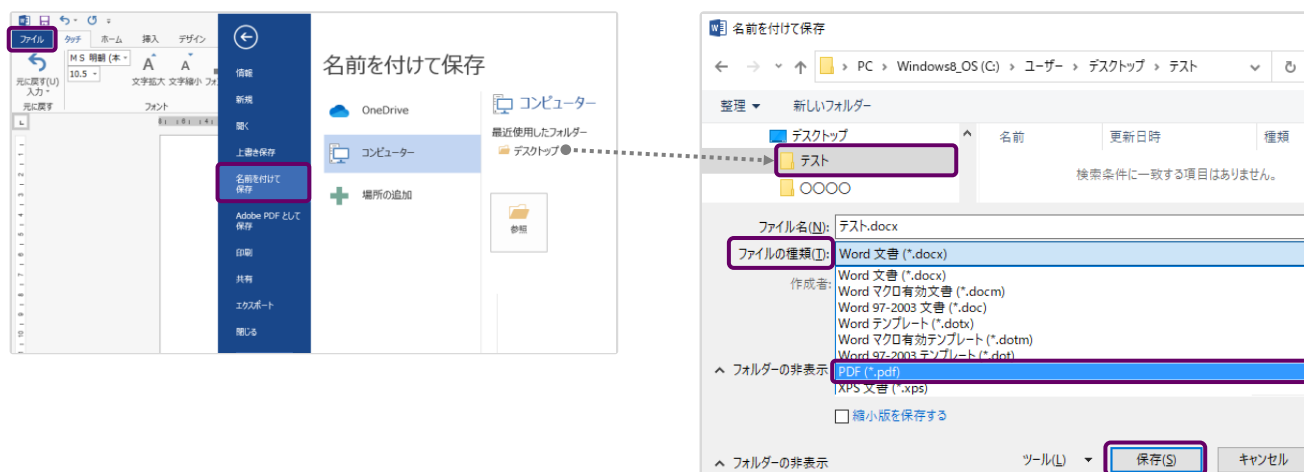 ファイル
タッチ
ホーム
挿入
デザイン
元に戻す(U)
入力
元に戻す
MS 明朝 (本
10.5
A
A
文字拡大 文字縮小 フォ
フォント
L
情報
新規
開く
上書き保存
名前を付けて
保存
Adobe PDF として
保存
印刷
共有
エクスポート
閉じる
名前を付けて保存
OneDrive
コンピューター
場所の追加
コンピューター
最近使用したフォルダー
デスクトップ
参照
名前を付けて保存
PC › Windows8_OS (C:) › ユーザー › デスクトップ › テスト
整理
新しいフォルダー
デスクトップ
テスト
○○○○
名前
更新日時
種類
検索条件に一致する項目はありません。
ファイル名(N): テスト.docx
ファイルの種類(T): Word 文書 (*.docx)
作成者:
Word 文書 (*.docx)
Word マクロ有効文書 (*.docm)
Word 97-2003 文書 (*.doc)
Word テンプレート (*.dotx)
Word マクロ有効テンプレート (*.dotm)
Word 97-2003 テンプレート (*.dot)
PDF (*.pdf)
XPS 文書 (*.xps)
フォルダーの非表示
縮小版を保存する
フォルダーの非表示
ツール(L)
保存(S)
キャンセル